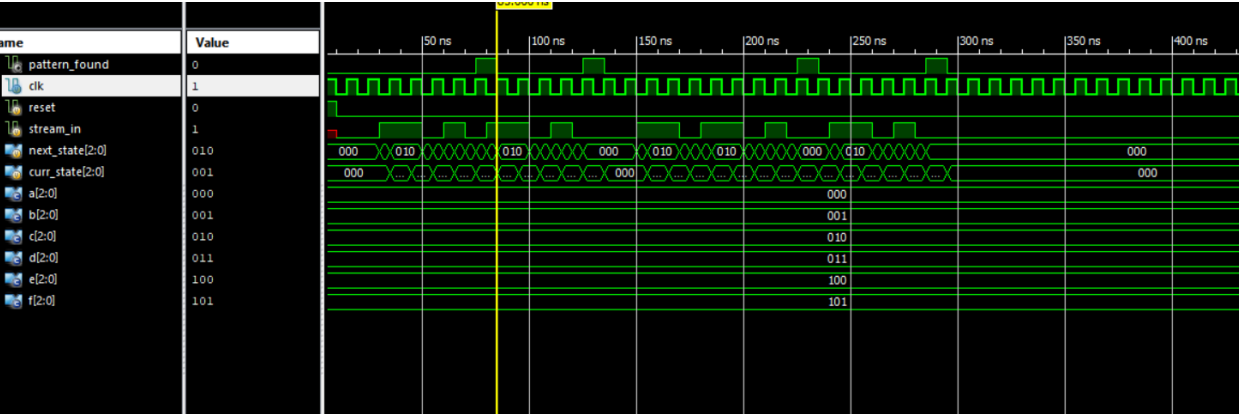 85.000 ns
ame Value 50 ns 100 ns 150 ns 200 ns 250 ns 300 ns 350 ns 400 ns
pattern_found 0
clk 1
reset 0
stream_in 1
next_state[2:0] 010 000 010 010 000 010 010 000 010 000
curr_state[2:0] 001 000 ... ... ... ... ... ... ... ... ... ... 000 ... ... ... ... ... ... ... ... ... ... ... ... ... ... 000
a[2:0] 000 000
b[2:0] 001 001
c[2:0] 010 010
d[2:0] 011 011
e[2:0] 100 100
f[2:0] 101 101